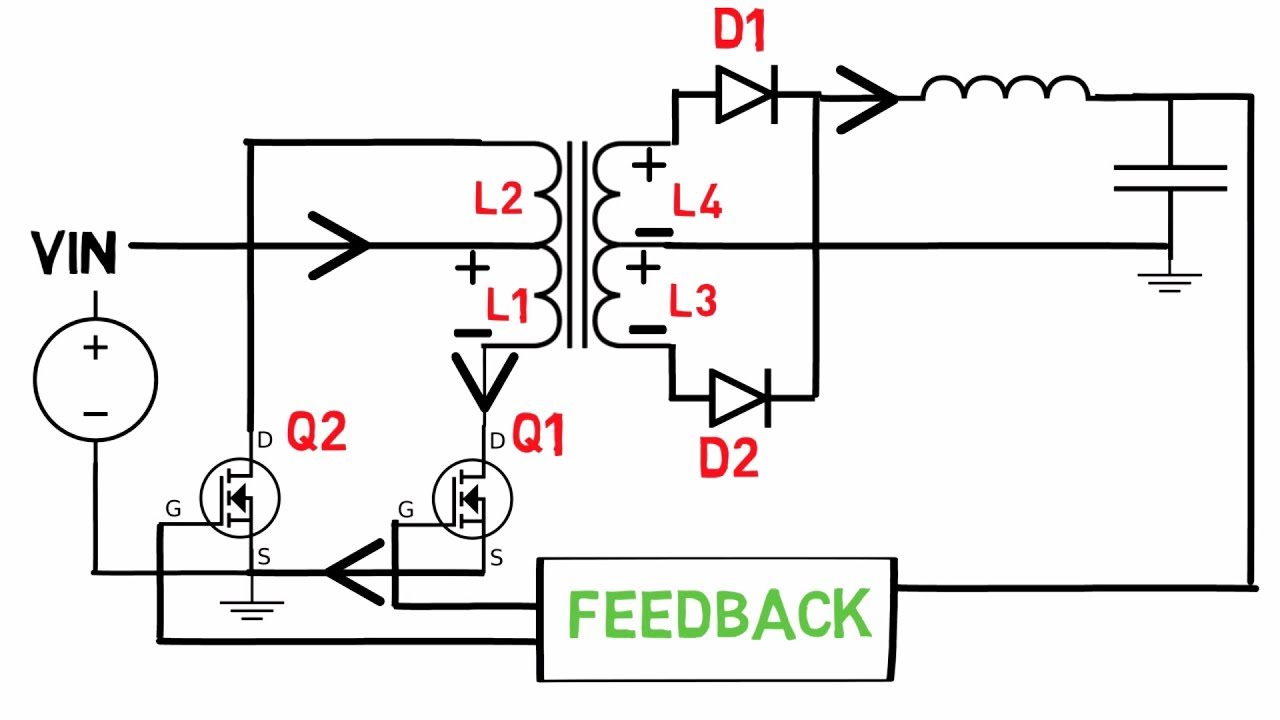 D1
L2
L4
VIN
+
-
+
-
+
-
L1
L3
+
-
Q2
Q1
D
D
D2
G
G
S
S
FEEDBACK